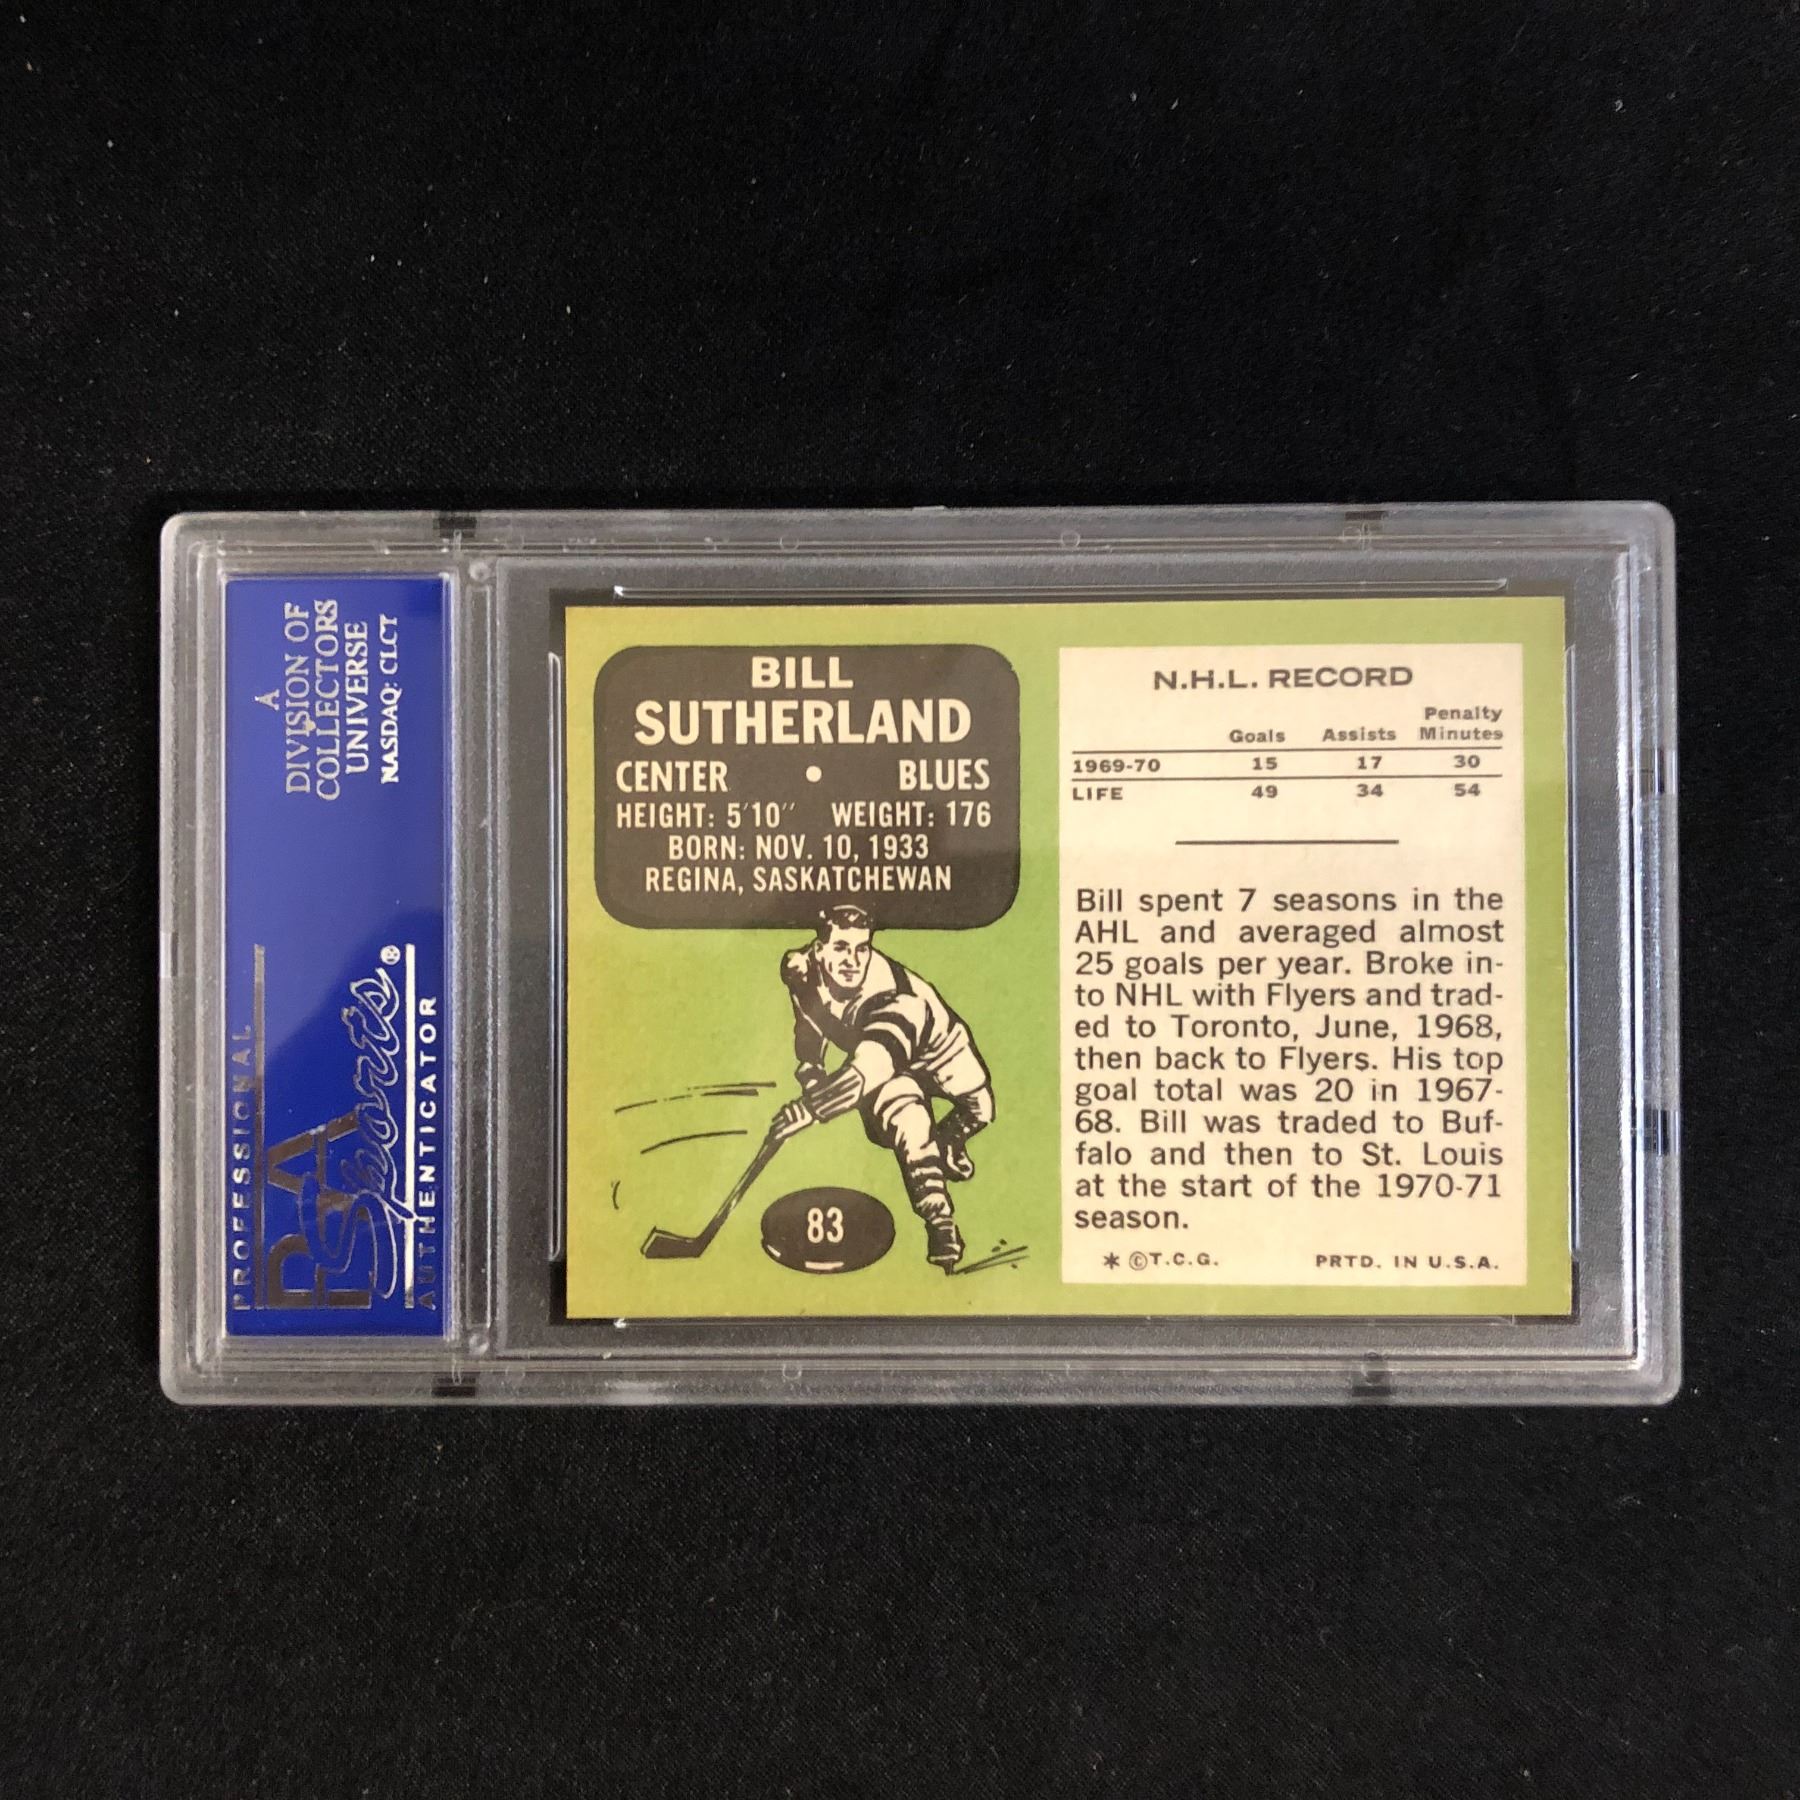 A
DIVISION OF
COLLECTORS
UNIVERSE
NASDAQ: CLCT
PROFESSIONAL
PSA
Sports®
AUTHENTICATOR
BILL
SUTHERLAND
CENTER • BLUES
HEIGHT: 5'10" WEIGHT: 176
BORN: NOV. 10, 1933
REGINA, SASKATCHEWAN
83
N.H.L. RECORD
Penalty
Goals Assists Minutes
1969-70 15 17 30
LIFE 49 34 54
Bill spent 7 seasons in the
AHL and averaged almost
25 goals per year. Broke in-
to NHL with Flyers and trad-
ed to Toronto, June, 1968,
then back to Flyers. His top
goal total was 20 in 1967-
68. Bill was traded to Buf-
falo and then to St. Louis
at the start of the 1970-71
season.
* ©T.C.G. PRTD. IN U.S.A.